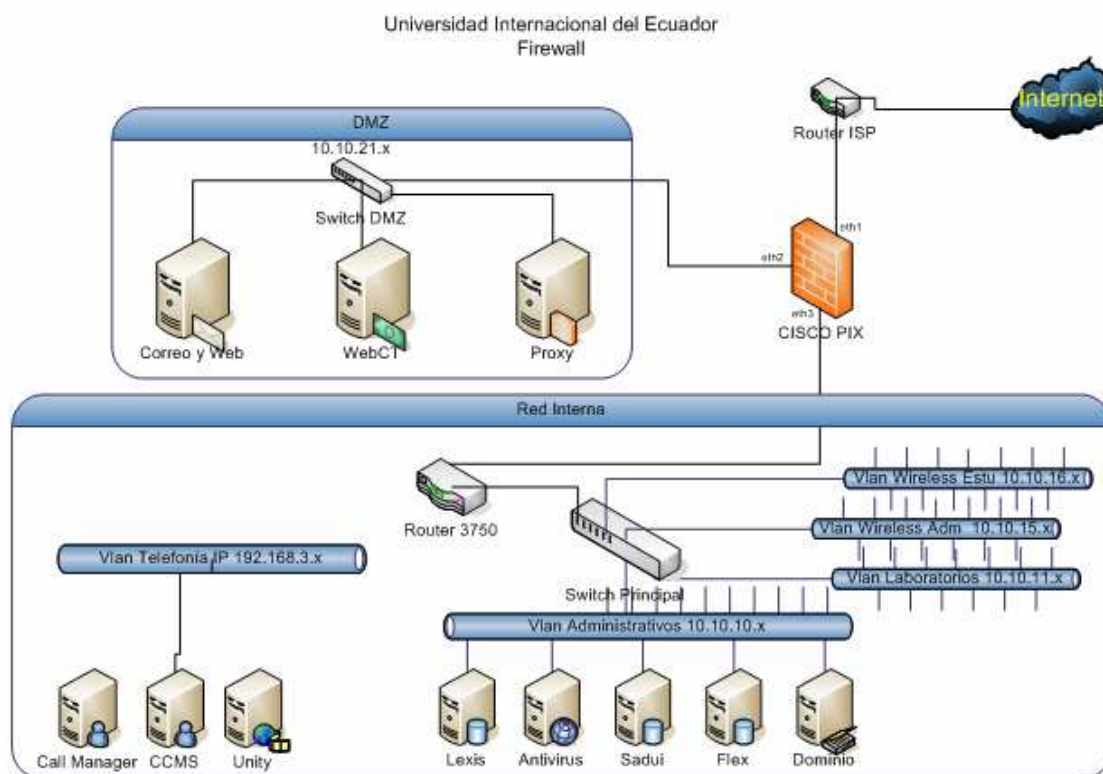 Universidad Internacional del Ecuador
Firewall
Internet
Router ISP
DMZ
10.10.21.x
Switch DMZ
eth1
eth2
eth3
CISCO PIX
Correo y Web
WebCT
Proxy
Red Interna
Router 3750
Switch Principal
Vlan Wireless Estu 10.10.16.x
Vlan Wireless Adm 10.10.15.x
Vlan Laboratorios 10.10.11.x
Vlan Telefonía IP 192.168.3.x
Vlan Administrativos 10.10.10.x
Call Manager
CCMS
Unity
Lexis
Antivirus
Sadui
Flex
Dominio